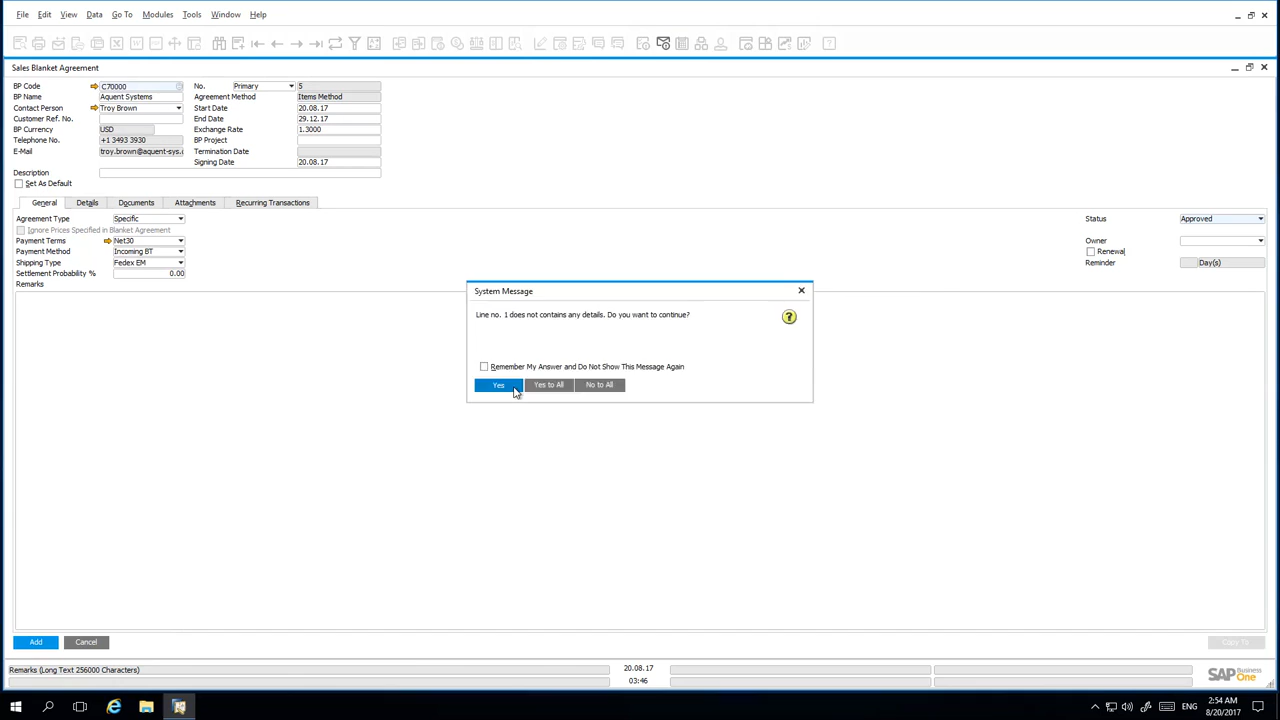 File Edit View Data Go To Modules Tools Window Help
Sales Blanket Agreement
BP Code C70000 No. Primary 5
BP Name Aquent Systems Agreement Method Items Method
Contact Person Troy Brown Start Date 20.08.17
Customer Ref. No. End Date 29.12.17
BP Currency USD Exchange Rate 1.3000
Telephone No. +1 3493 3930 BP Project
E-Mail troy.brown@aquent-sys. Termination Date
Signing Date 20.08.17
Description
Set As Default
General Details Documents Attachments Recurring Transactions
Agreement Type Specific Status Approved
Ignore Prices Specified in Blanket Agreement
Payment Terms Net30 Owner
Payment Method Incoming BT Renewal
Shipping Type Fedex EM Reminder Day(s)
Settlement Probability % 0.00
Remarks
System Message
Line no. 1 does not contains any details. Do you want to continue?
Remember My Answer and Do Not Show This Message Again
Yes Yes to All No to All
Add Cancel Copy To
Remarks (Long Text 256000 Characters) 20.08.17
03:46
SAP Business One
ENG 2:54 AM
8/20/2017